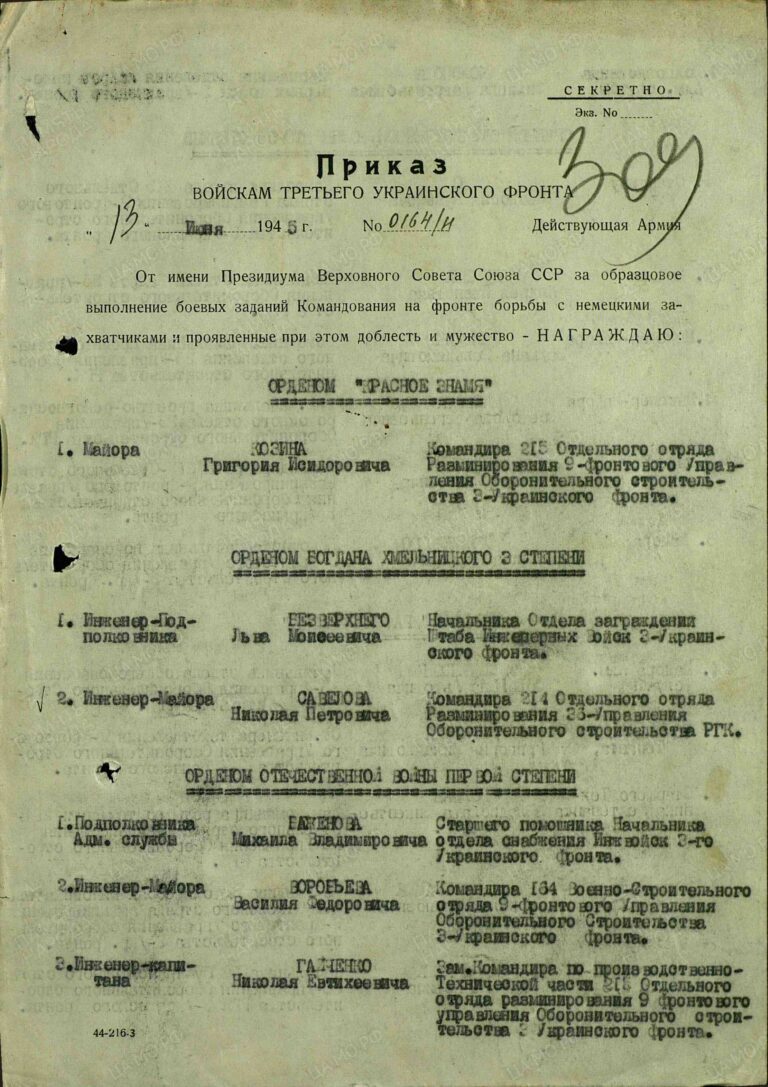 СЕКРЕТНО
Экз. No
309
Приказ
ВОЙСКАМ ТРЕТЬЕГО УКРАИНСКОГО ФРОНТА
„ 13 “ Июня 1945 г. No 0164/н Действующая Армия
От имени Президиума Верховного Совета Союза ССР за образцовое
выполнение боевых заданий Командования на фронте борьбы с немецкими за-
хватчиками и проявленные при этом доблесть и мужество - НАГРАЖДАЮ:
ОРДЕНОМ "КРАСНОЕ ЗНАМЯ"
1. Майора КОЗИНА Командира 215 Отдельного отряда
Григория Исидоровича Разминирования 9-фронтового Управ-
ления Оборонительного строитель-
ства 3-Украинского фронта.
ОРДЕНОМ БОГДАНА ХМЕЛЬНИЦКОГО 3 СТЕПЕНИ
1. Инженер-Под- БЕЗВЕРХНЕГО Начальника Отдела заграждений
полковника Льва Моисеевича Штаба Инженерных войск 3-Украин-
ского фронта.
2. Инженер-Майора САВЕЛОВА Командира 214 Отдельного отряда
Николая Петровича Разминирования 33-Управления
Оборонительного строительства РГК.
ОРДЕНОМ ОТЕЧЕСТВЕННОЙ ВОЙНЫ ПЕРВОЙ СТЕПЕНИ
1. Подполковника БАЖЕНОВА Старшего помошника Начальника
Адм. службы Михаила Владимировича отдела снабжения Инжвойск 3-го
Украинского фронта.
2. Инженер-Майора ВОРОБЬЕВА Командира 164 Военно-Строительного
Василия Федоровича отряда 9-фронтового Управления
Оборонительного Строительства
3-Украинского фронта.
3. Инженер-капи- Зам. Командира по производственно-
тана Николая Евтихеевича Технической части 215 Отдельного
отряда разминирования 9 фронтового
управления Оборонительного строи-
тельства 3 Украинского фронта.
44-216-3